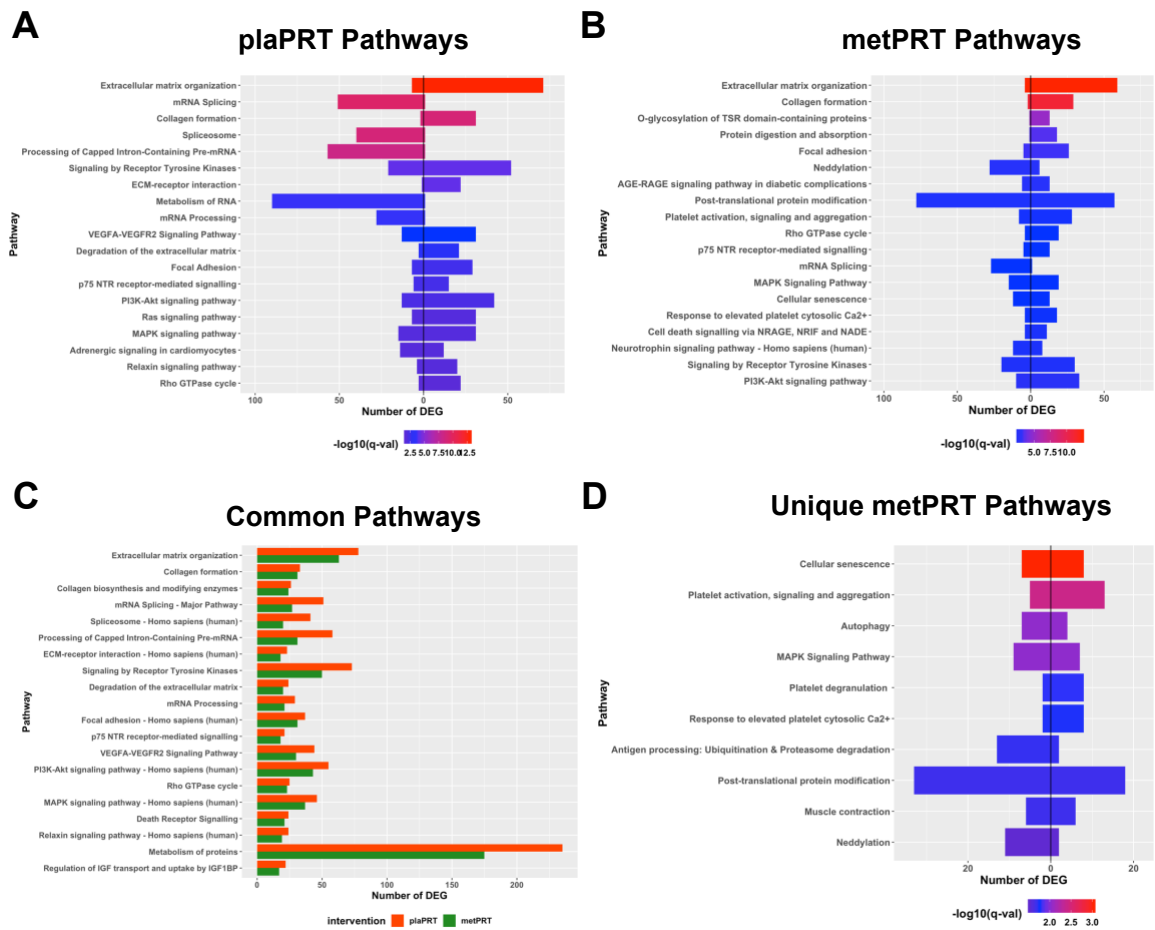 A
plaPRT Pathways
Extracellular matrix organization
mRNA Splicing
Collagen formation
Spliceosome
Processing of Capped Intron-Containing Pre-mRNA
Signaling by Receptor Tyrosine Kinases
ECM-receptor interaction
Metabolism of RNA
mRNA Processing
VEGFA-VEGFR2 Signaling Pathway
Degradation of the extracellular matrix
Focal Adhesion
p75 NTR receptor-mediated signalling
PI3K-Akt signaling pathway
Ras signaling pathway
MAPK signaling pathway
Adrenergic signaling in cardiomyocytes
Relaxin signaling pathway
Rho GTPase cycle
Pathway
100 50 0 50
Number of DEG
-log10(q-val)
2.5 5.0 7.5 10.0 12.5
B
metPRT Pathways
Extracellular matrix organization
Collagen formation
O-glycosylation of TSR domain-containing proteins
Protein digestion and absorption
Focal adhesion
Neddylation
AGE-RAGE signaling pathway in diabetic complications
Post-translational protein modification
Platelet activation, signaling and aggregation
Rho GTPase cycle
p75 NTR receptor-mediated signalling
mRNA Splicing
MAPK Signaling Pathway
Cellular senescence
Response to elevated platelet cytosolic Ca2+
Cell death signalling via NRAGE, NRIF and NADE
Neurotrophin signaling pathway - Homo sapiens (human)
Signaling by Receptor Tyrosine Kinases
PI3K-Akt signaling pathway
Pathway
100 50 0 50
Number of DEG
-log10(q-val)
5.0 7.5 10.0
C
Common Pathways
Extracellular matrix organization
Collagen formation
Collagen biosynthesis and modifying enzymes
mRNA Splicing - Major Pathway
Spliceosome - Homo sapiens (human)
Processing of Capped Intron-Containing Pre-mRNA
ECM-receptor interaction - Homo sapiens (human)
Signaling by Receptor Tyrosine Kinases
Degradation of the extracellular matrix
mRNA Processing
Focal adhesion - Homo sapiens (human)
p75 NTR receptor-mediated signalling
VEGFA-VEGFR2 Signaling Pathway
PI3K-Akt signaling pathway - Homo sapiens (human)
Rho GTPase cycle
MAPK signaling pathway - Homo sapiens (human)
Death Receptor Signalling
Relaxin signaling pathway - Homo sapiens (human)
Metabolism of proteins
Regulation of IGF transport and uptake by IGF1BP
Pathway
0 50 100 150 200
Number of DEG
intervention plaPRT metPRT
D
Unique metPRT Pathways
Cellular senescence
Platelet activation, signaling and aggregation
Autophagy
MAPK Signaling Pathway
Platelet degranulation
Response to elevated platelet cytosolic Ca2+
Antigen processing: Ubiquitination & Proteasome degradation
Post-translational protein modification
Muscle contraction
Neddylation
Pathway
20 0 20
Number of DEG
-log10(q-val)
2.0 2.5 3.0